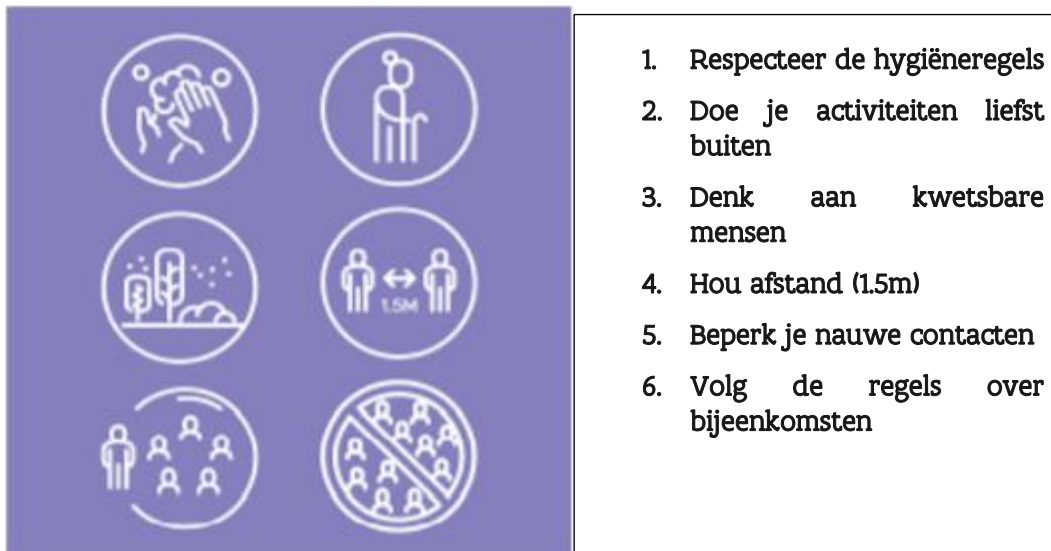 1.5M
1. Respecteer de hygiëneregels
2. Doe je activiteiten liefst
buiten
3. Denk aan kwetsbare
mensen
4. Hou afstand (1.5m)
5. Beperk je nauwe contacten
6. Volg de regels over
bijeenkomsten